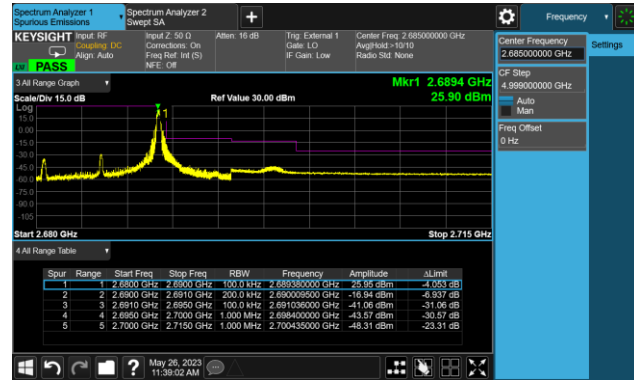 Spectrum Analyzer 1
Spurious Emissions
Spectrum Analyzer 2
Swept SA
Frequency
KEYSIGHT
Input: RF
Coupling: DC
Align: Auto
Input Z: 50 Ω
Corrections: On
Freq Ref: Int (S)
NFE: Off
Atten: 16 dB
Trig: External 1
Gate: LO
IF Gain: Low
Center Freq: 2.685000000 GHz
Avg|Hold:>10/10
Radio Std: None
PASS
Center Frequency
2.685000000 GHz
Settings
CF Step
4.999000000 GHz
Auto
Man
Freq Offset
0 Hz
3 All Range Graph
Mkr1 2.6894 GHz
25.90 dBm
Scale/Div 15.0 dB
Ref Value 30.00 dBm
Log
15.0
0.00
-15.0
-30.0
-45.0
-60.0
-75.0
-90.0
-105
1
Start 2.680 GHz
Stop 2.715 GHz
4 All Range Table
Spur Range Start Freq Stop Freq RBW Frequency Amplitude ΔLimit
1 1 2.6800 GHz 2.6900 GHz 100.0 kHz 2.689380000 GHz 25.95 dBm -4.053 dB
2 2 2.6900 GHz 2.6910 GHz 200.0 kHz 2.690009500 GHz -16.94 dBm -6.937 dB
3 3 2.6910 GHz 2.6950 GHz 100.0 kHz 2.691036000 GHz -41.06 dBm -31.06 dB
4 4 2.6950 GHz 2.7000 GHz 1.000 MHz 2.698400000 GHz -43.57 dBm -30.57 dB
5 5 2.7000 GHz 2.7150 GHz 1.000 MHz 2.700435000 GHz -48.31 dBm -23.31 dB
May 26, 2023
11:39:02 AM